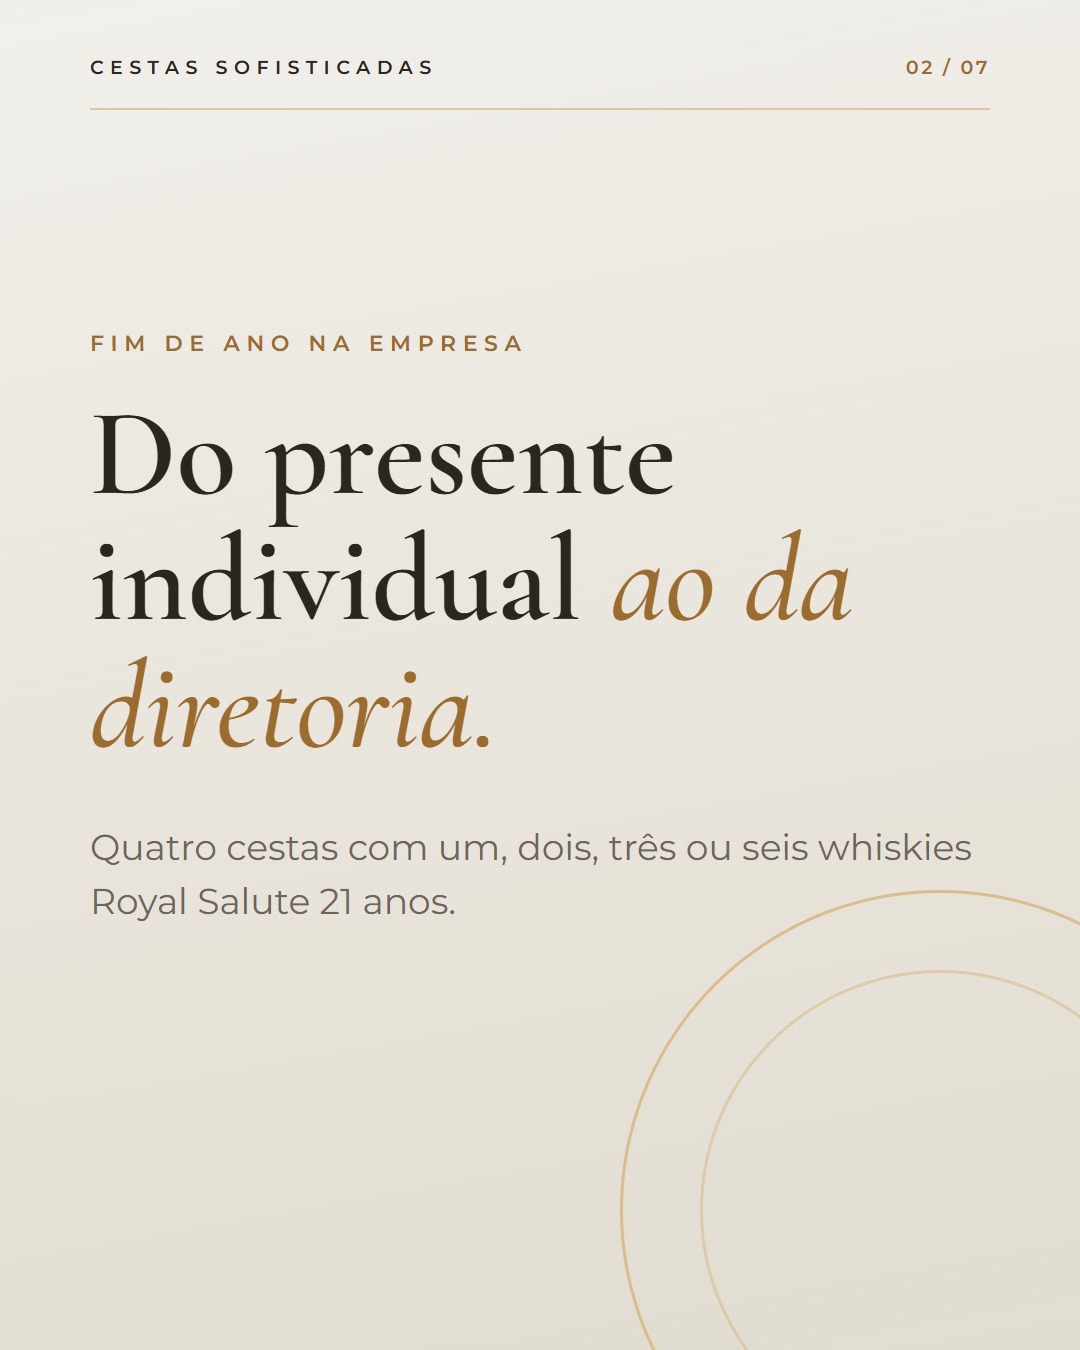 CESTAS SOFISTICADAS
02 / 07
FIM DE ANO NA EMPRESA
Do presente
individual ao da
diretoria.
Quatro cestas com um, dois, três ou seis whiskies
Royal Salute 21 anos.